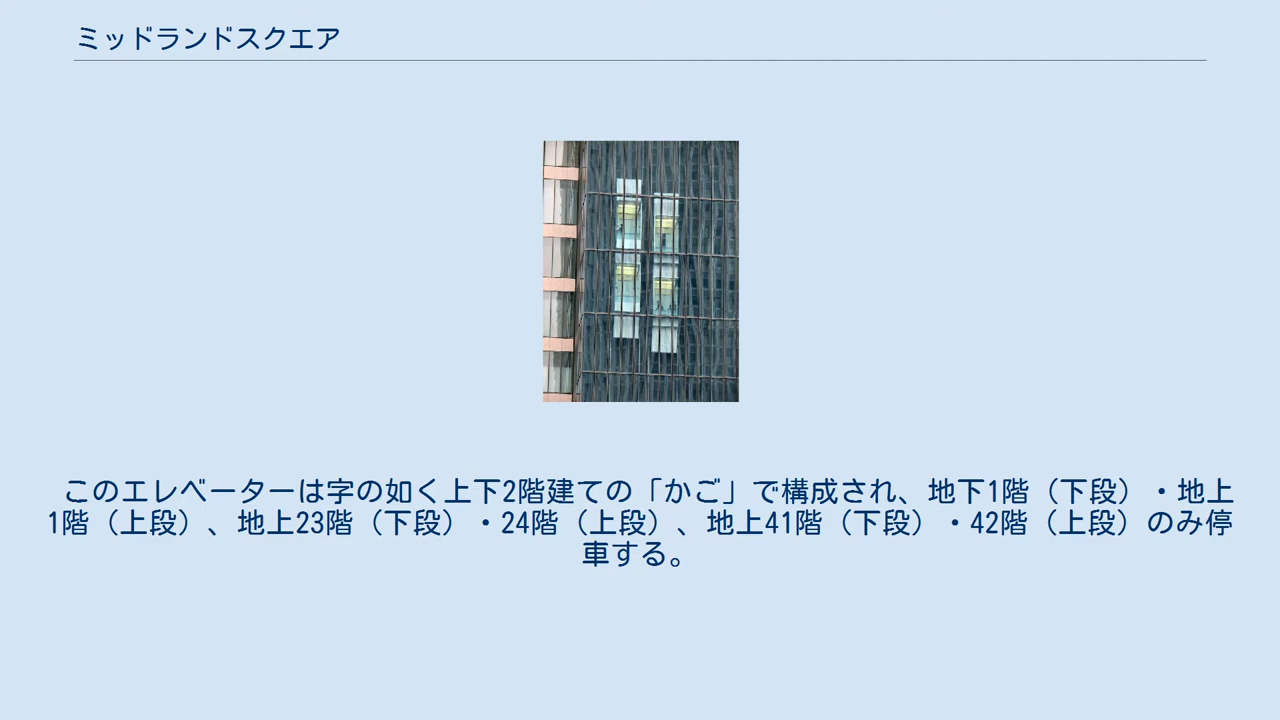 ミッドランドスクエア
このエレベーターは字の如く上下2階建ての「かご」で構成され、地下1階（下段）・地上
1階（上段）、地上23階（下段）・24階（上段）、地上41階（下段）・42階（上段）のみ停
車する。